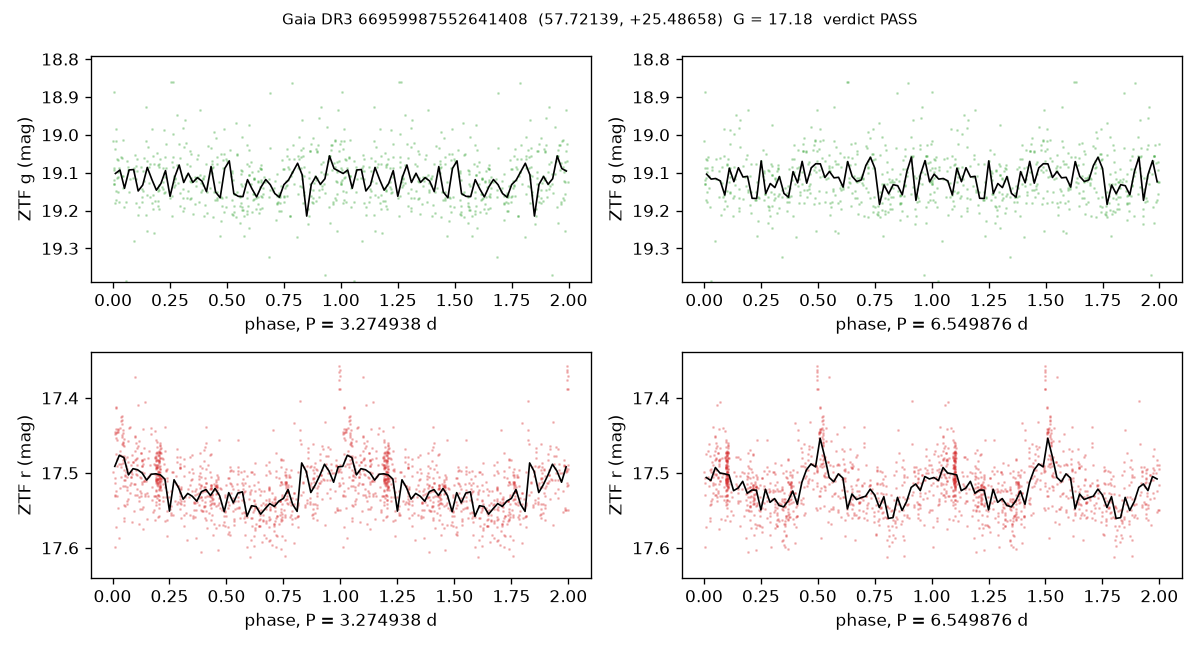 Gaia DR3 66959987552641408  (57.72139, +25.48658)  G = 17.18  verdict PASS
18.8
18.9
19.0
19.1
19.2
19.3
ZTF g (mag)
0.00 0.25 0.50 0.75 1.00 1.25 1.50 1.75 2.00
phase, P = 3.274938 d
18.8
18.9
19.0
19.1
19.2
19.3
ZTF g (mag)
0.00 0.25 0.50 0.75 1.00 1.25 1.50 1.75 2.00
phase, P = 6.549876 d
17.4
17.5
17.6
ZTF r (mag)
0.00 0.25 0.50 0.75 1.00 1.25 1.50 1.75 2.00
phase, P = 3.274938 d
17.4
17.5
17.6
ZTF r (mag)
0.00 0.25 0.50 0.75 1.00 1.25 1.50 1.75 2.00
phase, P = 6.549876 d